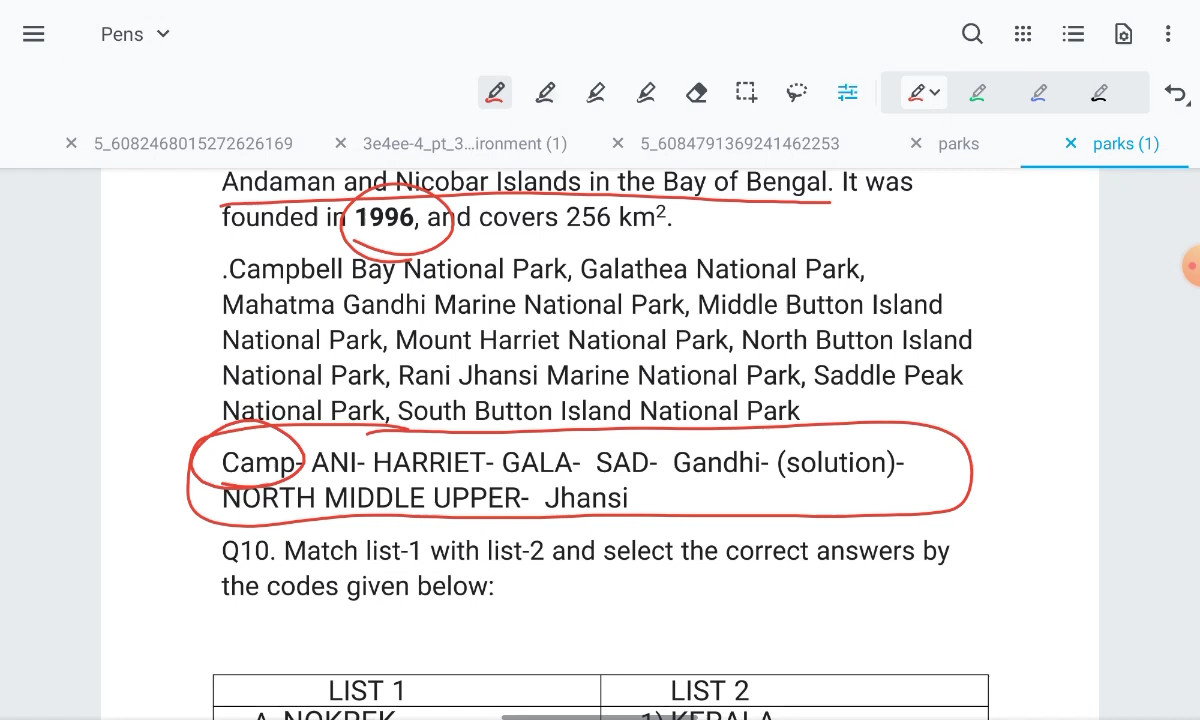 Pens
5_6082468015272626169
3e4ee-4_pt_3...ironment (1)
5_6084791369241462253
parks
parks (1)
Andaman and Nicobar Islands in the Bay of Bengal. It was
founded in 1996, and covers 256 km².
.Campbell Bay National Park, Galathea National Park,
Mahatma Gandhi Marine National Park, Middle Button Island
National Park, Mount Harriet National Park, North Button Island
National Park, Rani Jhansi Marine National Park, Saddle Peak
National Park, South Button Island National Park
Camp- ANI- HARRIET- GALA- SAD- Gandhi- (solution)-
NORTH MIDDLE UPPER- Jhansi
Q10. Match list-1 with list-2 and select the correct answers by
the codes given below:
LIST 1 LIST 2
A. NOKREK 1) KERALA